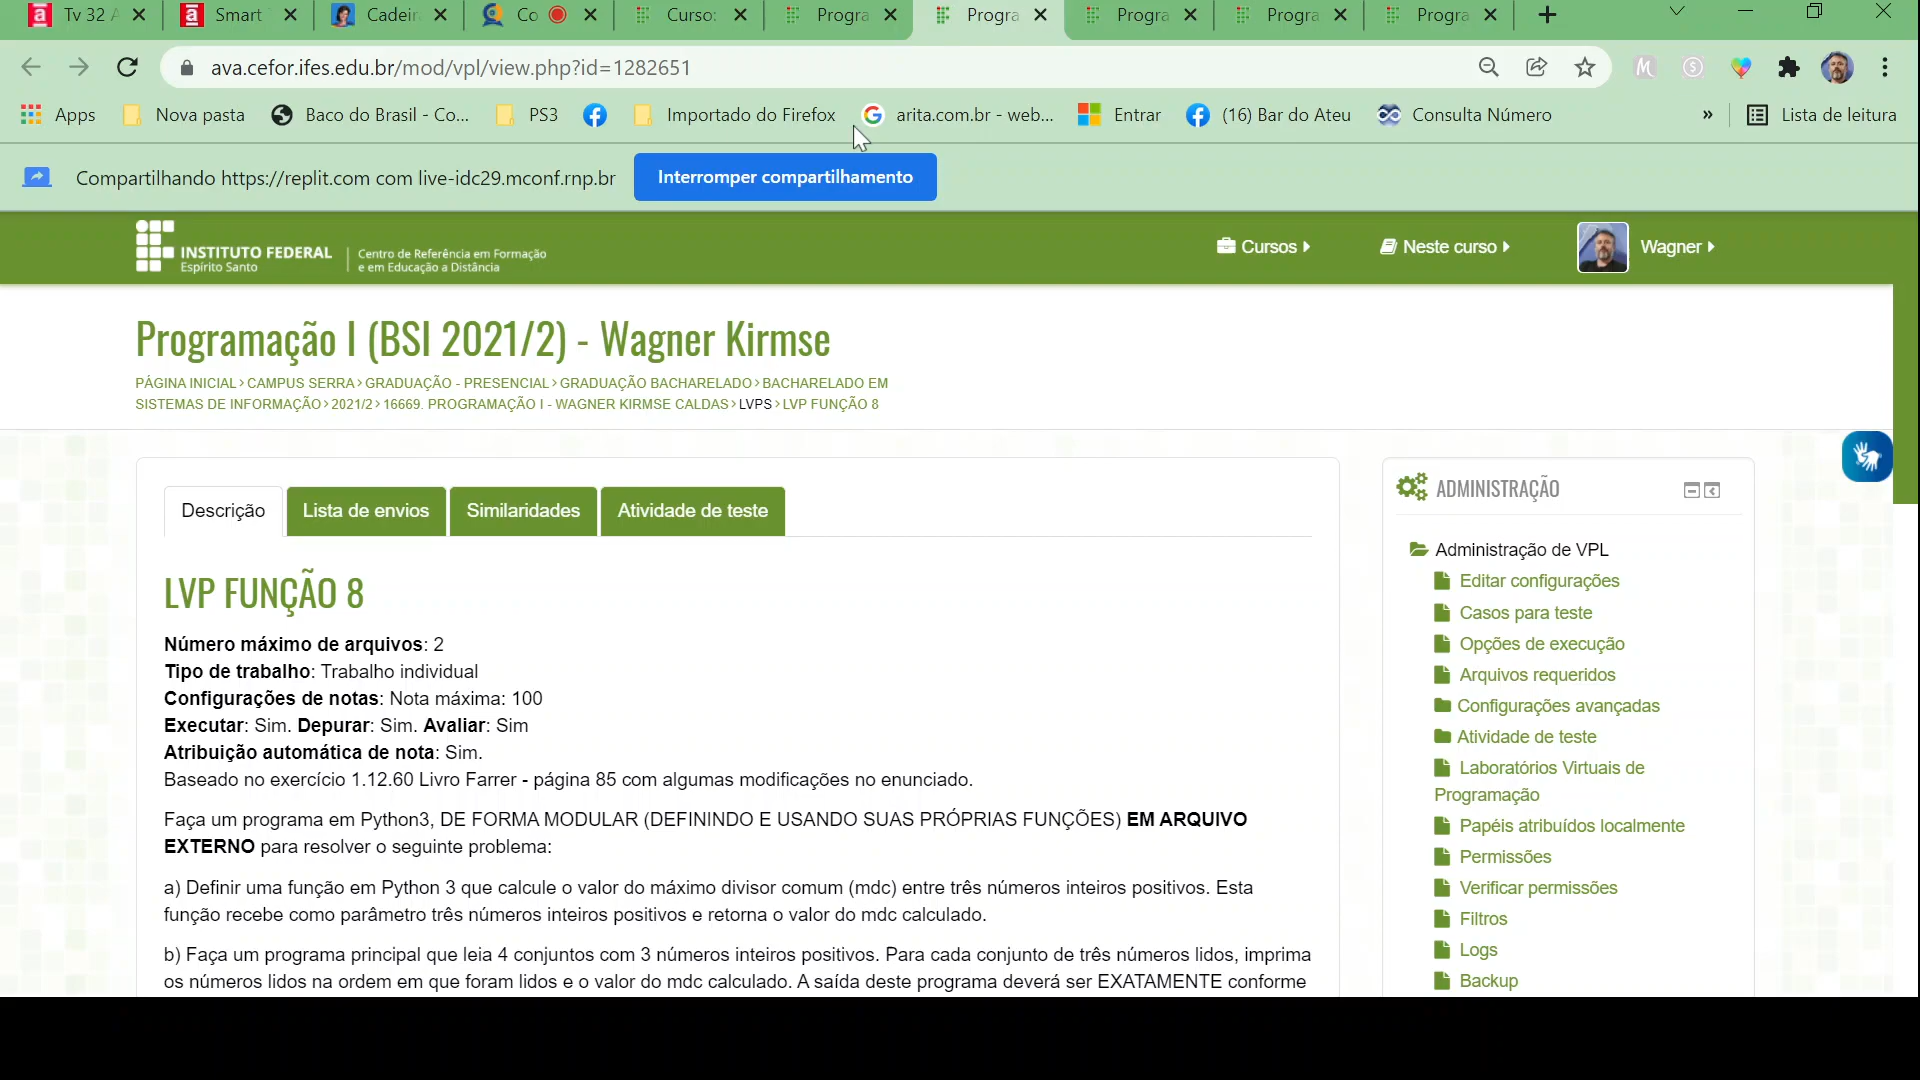 Tv 32 A
Smart
Cadeir
Co
Curso:
Progra
Progra
Progra
Progra
Progra
ava.cefor.ifes.edu.br/mod/vpl/view.php?id=1282651
Apps
Nova pasta
Baco do Brasil - Co...
PS3
Importado do Firefox
arita.com.br - web...
Entrar
(16) Bar do Ateu
Consulta Número
»
Lista de leitura
Compartilhando https://replit.com com live-idc29.mconf.rnp.br
Interromper compartilhamento
INSTITUTO FEDERAL
Espírito Santo
Centro de Referência em Formação
e em Educação a Distância
Cursos
Neste curso
Wagner
Programação I (BSI 2021/2) - Wagner Kirmse
PÁGINA INICIAL › CAMPUS SERRA › GRADUAÇÃO - PRESENCIAL › GRADUAÇÃO BACHARELADO › BACHARELADO EM
SISTEMAS DE INFORMAÇÃO › 2021/2 › 16669. PROGRAMAÇÃO I - WAGNER KIRMSE CALDAS › LVPS › LVP FUNÇÃO 8
Descrição
Lista de envios
Similaridades
Atividade de teste
LVP FUNÇÃO 8
Número máximo de arquivos: 2
Tipo de trabalho: Trabalho individual
Configurações de notas: Nota máxima: 100
Executar: Sim. Depurar: Sim. Avaliar: Sim
Atribuição automática de nota: Sim.
Baseado no exercício 1.12.60 Livro Farrer - página 85 com algumas modificações no enunciado.
Faça um programa em Python3, DE FORMA MODULAR (DEFININDO E USANDO SUAS PRÓPRIAS FUNÇÕES) EM ARQUIVO
EXTERNO para resolver o seguinte problema:
a) Definir uma função em Python 3 que calcule o valor do máximo divisor comum (mdc) entre três números inteiros positivos. Esta
função recebe como parâmetro três números inteiros positivos e retorna o valor do mdc calculado.
b) Faça um programa principal que leia 4 conjuntos com 3 números inteiros positivos. Para cada conjunto de três números lidos, imprima
os números lidos na ordem em que foram lidos e o valor do mdc calculado. A saída deste programa deverá ser EXATAMENTE conforme
ADMINISTRAÇÃO
Administração de VPL
Editar configurações
Casos para teste
Opções de execução
Arquivos requeridos
Configurações avançadas
Atividade de teste
Laboratórios Virtuais de
Programação
Papéis atribuídos localmente
Permissões
Verificar permissões
Filtros
Logs
Backup